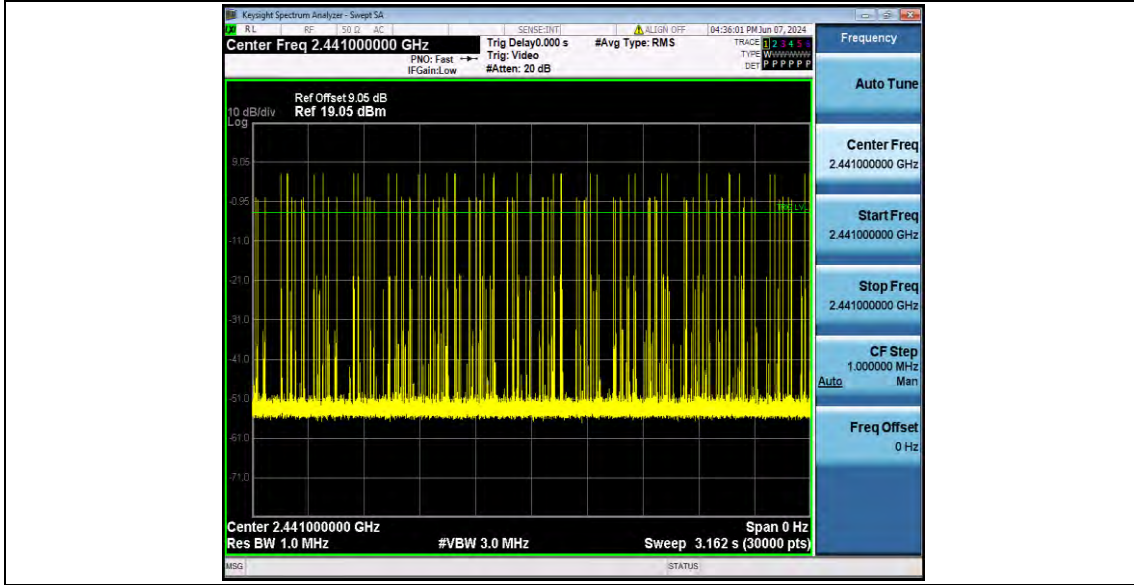 Keysight Spectrum Analyzer - Swept SA
RL RF 50 Ω AC SENSE:INT ALIGN OFF 04:36:01 PM Jun 07, 2024
Center Freq 2.441000000 GHz
PNO: Fast
IFGain:Low
Trig Delay0.000 s
Trig: Video
#Atten: 20 dB
#Avg Type: RMS
TRACE 1 2 3 4 5 6
TYPE WWWWWW
DET P P P P P P
Ref Offset 9.05 dB
10 dB/div Ref 19.05 dBm
Log
9.05
-0.95
TRIG LVL
-11.0
-21.0
-31.0
-41.0
-51.0
-61.0
-71.0
Center 2.441000000 GHz Span 0 Hz
Res BW 1.0 MHz #VBW 3.0 MHz Sweep 3.162 s (30000 pts)
MSG STATUS
Frequency
Auto Tune
Center Freq
2.441000000 GHz
Start Freq
2.441000000 GHz
Stop Freq
2.441000000 GHz
CF Step
1.000000 MHz
Auto Man
Freq Offset
0 Hz